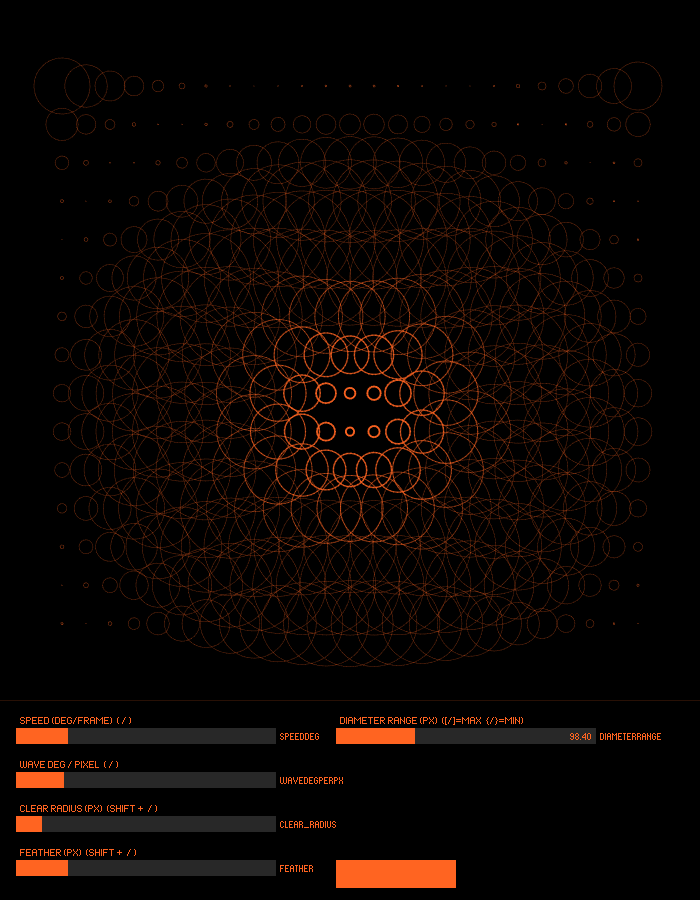 SPEED (DEG/FRAME) ( / )
SPEEDDEG
DIAMETER RANGE (PX) ([/]=MAX {/}=MIN)
98.40
DIAMETERRANGE
WAVE DEG / PIXEL ( / )
WAVEDEGPERPX
CLEAR RADIUS (PX) (SHIFT + / )
CLEAR_RADIUS
FEATHER (PX) (SHIFT + / )
FEATHER